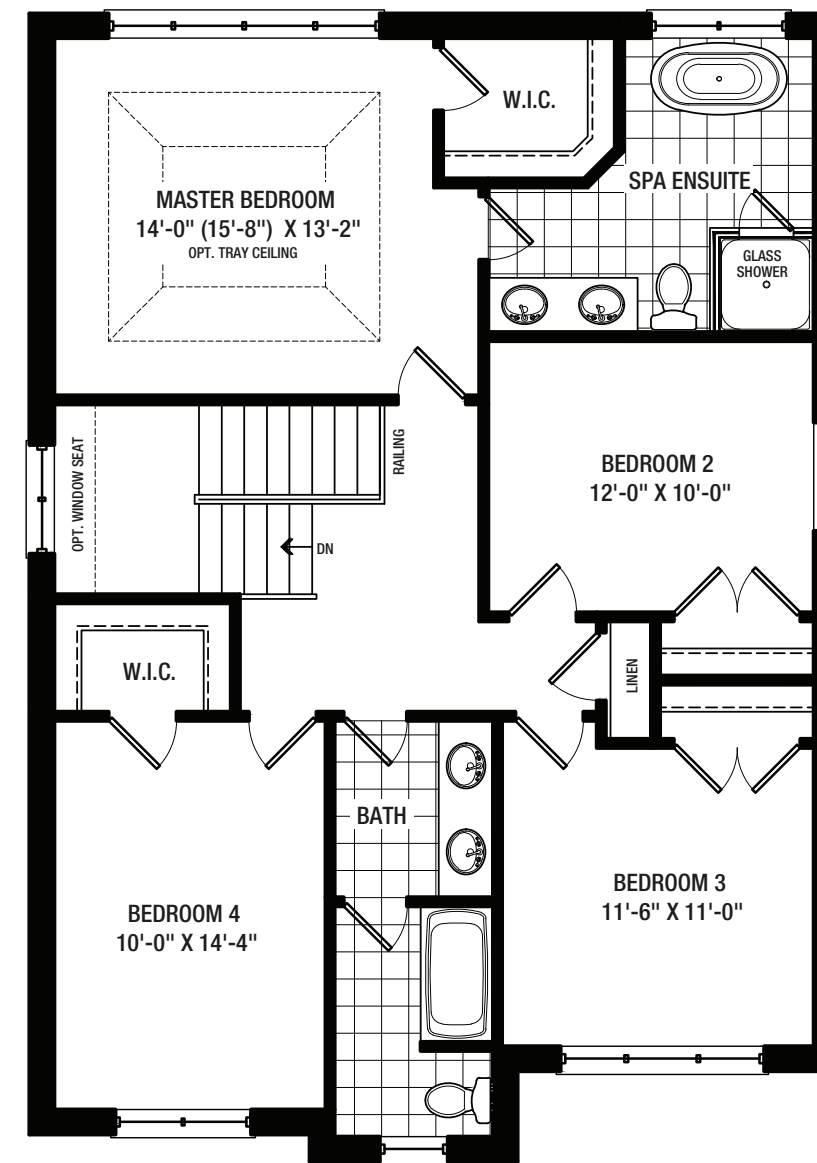 W.I.C.
SPA ENSUITE
MASTER BEDROOM
14'-0" (15'-8") X 13'-2"
OPT. TRAY CEILING
GLASS
SHOWER
OPT. WINDOW SEAT
RAILING
DN
BEDROOM 2
12'-0" X 10'-0"
W.I.C.
LINEN
BATH
BEDROOM 3
11'-6" X 11'-0"
BEDROOM 4
10'-0" X 14'-4"